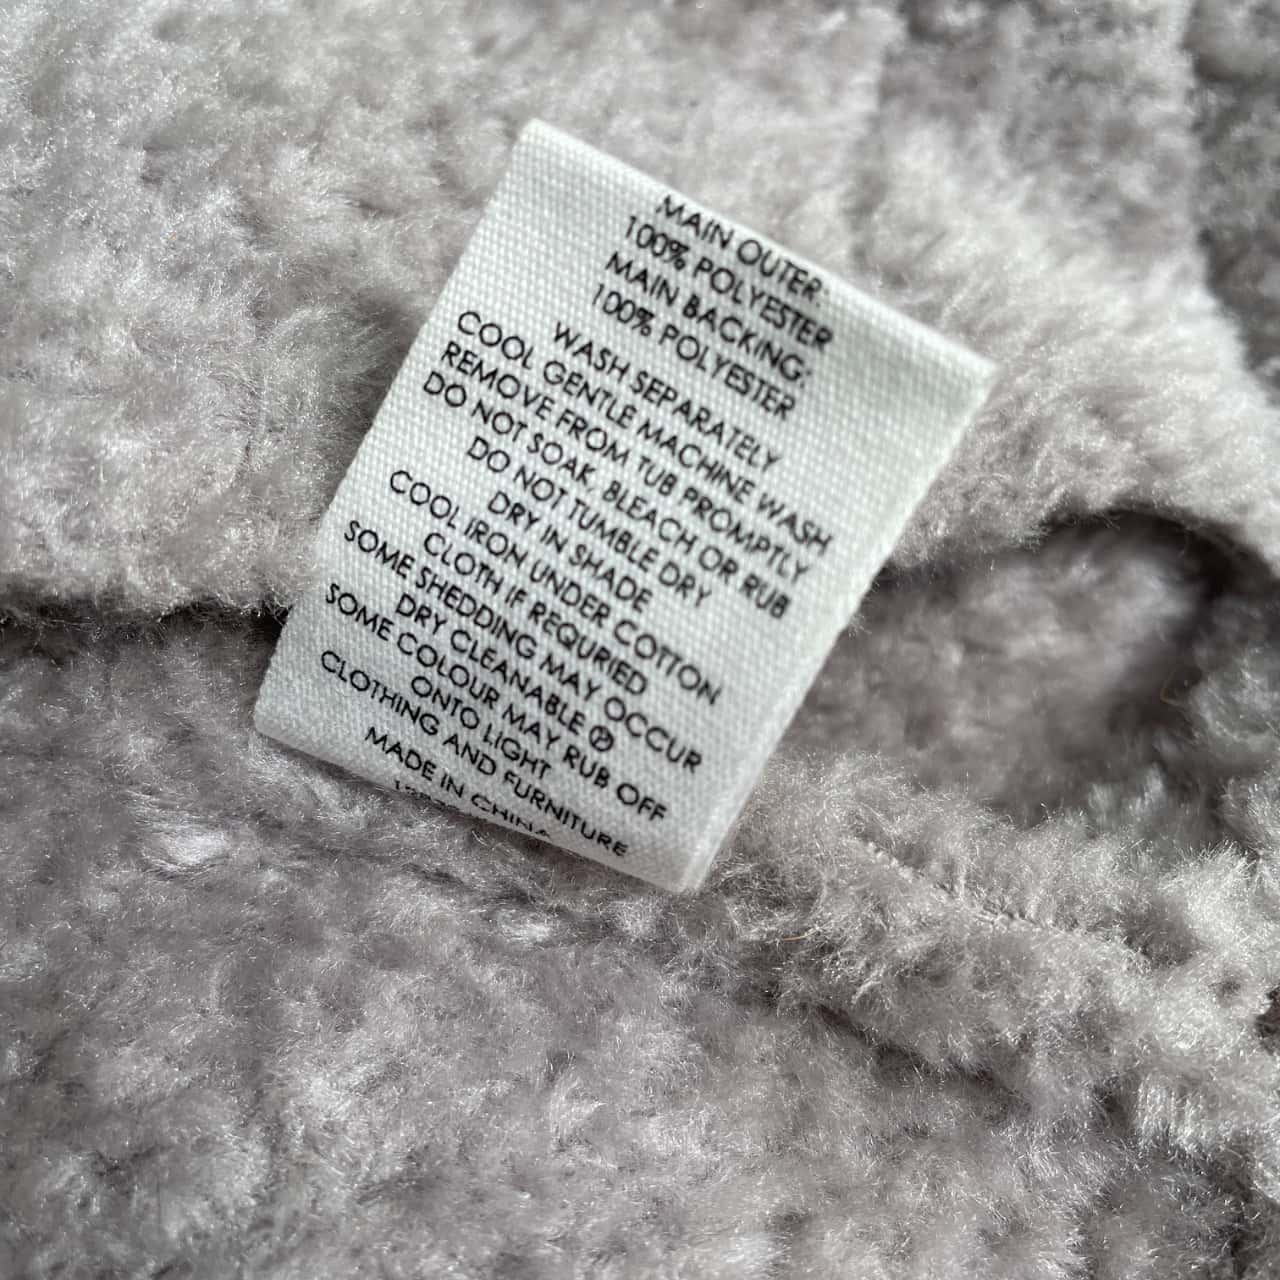 MAIN OUTER:
100% POLYESTER
MAIN BACKING:
100% POLYESTER
WASH SEPARATELY
COOL GENTLE MACHINE WASH
REMOVE FROM TUB PROMPTLY
DO NOT SOAK, BLEACH OR RUB
DO NOT TUMBLE DRY
DRY IN SHADE
COOL IRON UNDER COTTON
CLOTH IF REQURIED
SOME SHEDDING MAY OCCUR
DRY CLEANABLE Ⓟ
SOME COLOUR MAY RUB OFF
ONTO LIGHT
CLOTHING AND FURNITURE
MADE IN CHINA